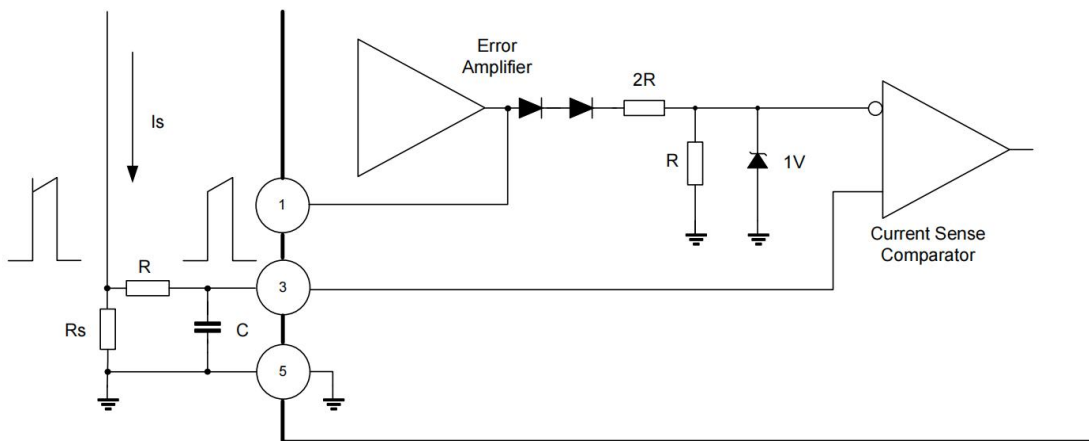 Error
Amplifier
2R
Is
R
1V
1
Current Sense
Comparator
R
3
Rs
C
5